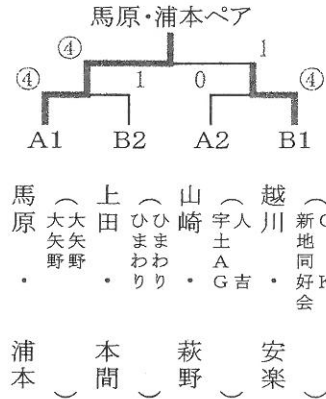 馬原・浦本ペア
④ 1
④ 1 0 ④
A1 B2 A2 B1
馬原・浦本
(大矢野
大矢野)
上田・本間
(ひまわり
ひまわり)
山崎・萩野
(人吉
宇土AG)
越川・安楽
新地同好会